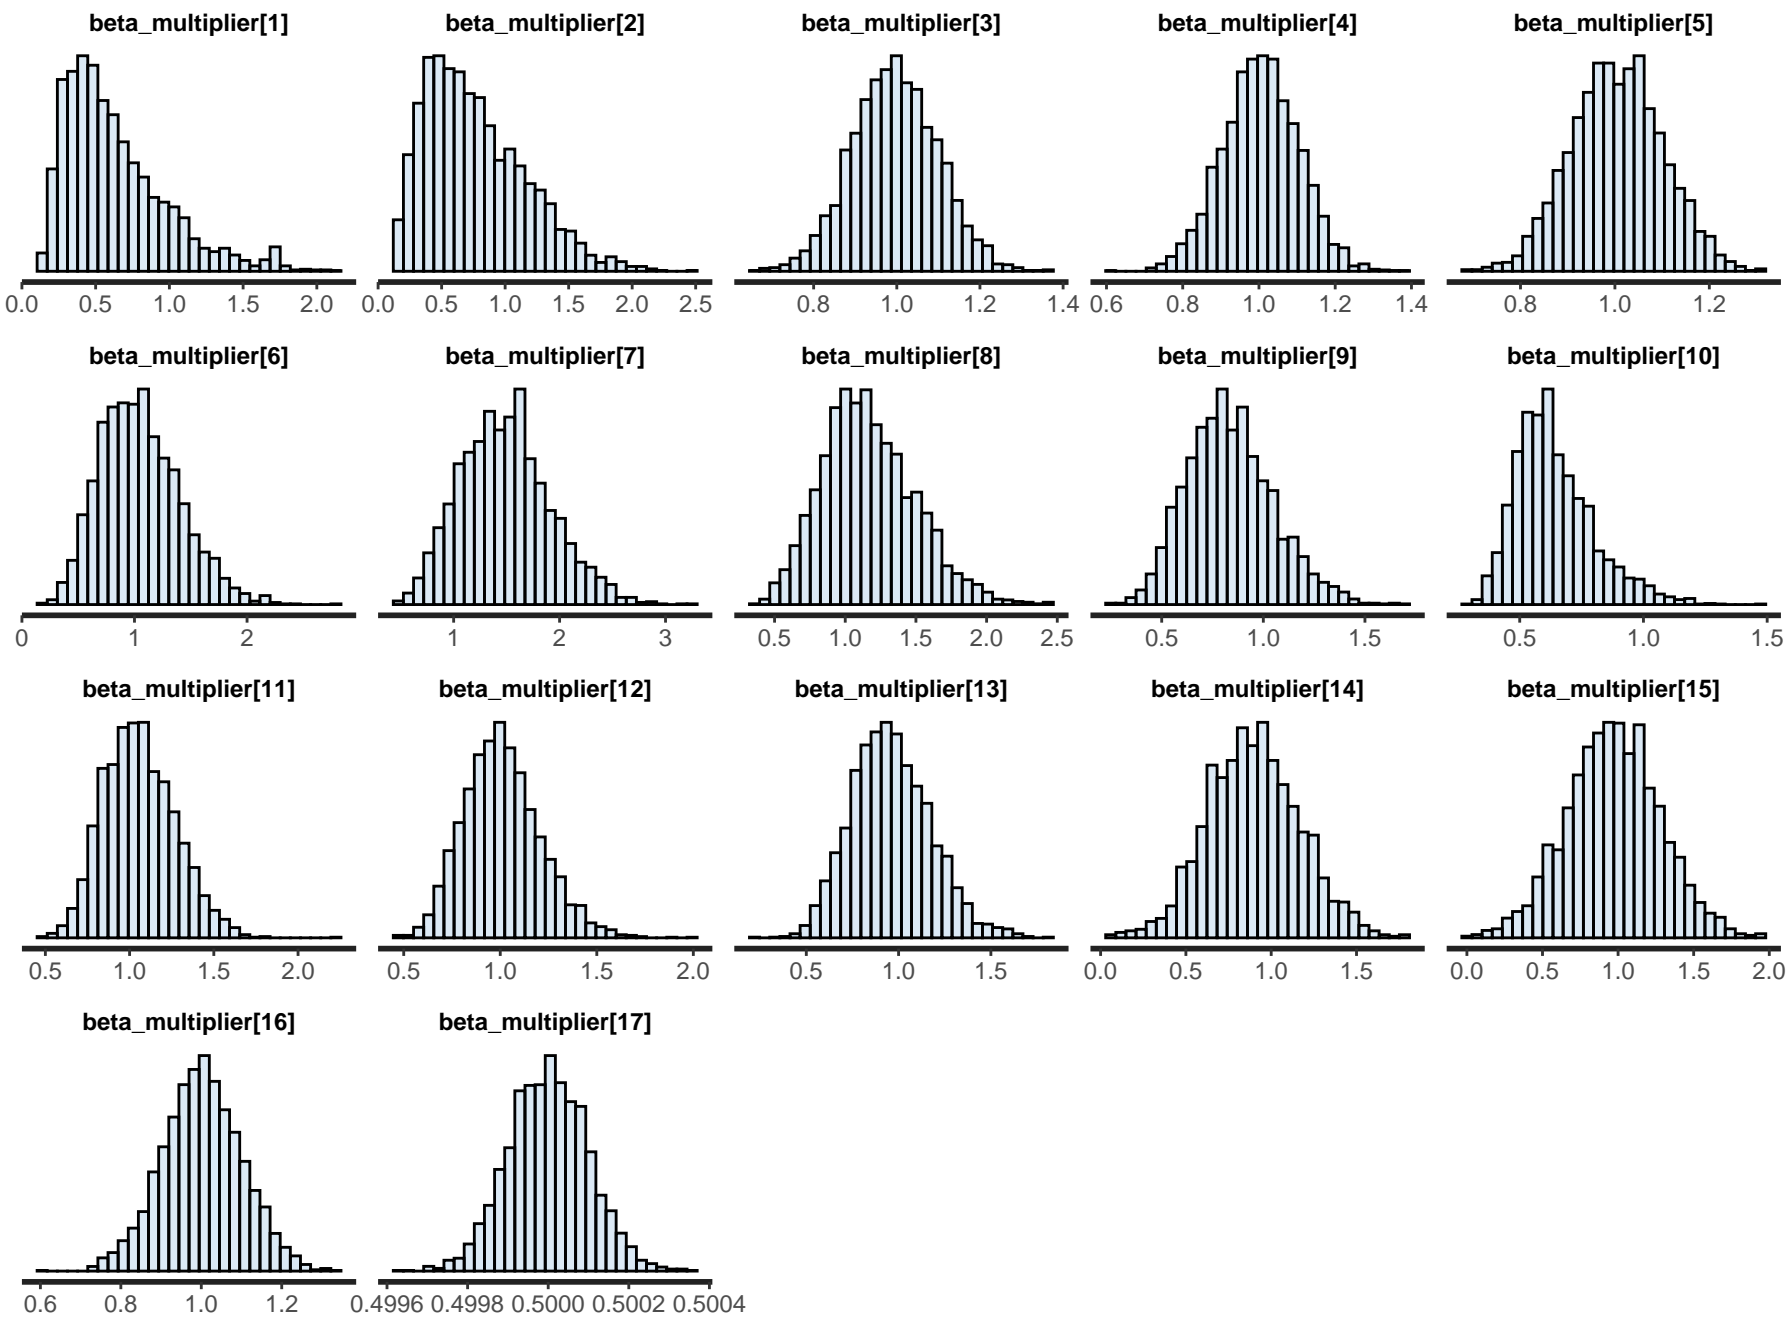 beta_multiplier[1] beta_multiplier[2] beta_multiplier[3] beta_multiplier[4] beta_multiplier[5]
0.0 0.5 1.0 1.5 2.0 0.0 0.5 1.0 1.5 2.0 2.5 0.8 1.0 1.2 1.4 0.6 0.8 1.0 1.2 1.4 0.8 1.0 1.2
beta_multiplier[6] beta_multiplier[7] beta_multiplier[8] beta_multiplier[9] beta_multiplier[10]
0 1 2 1 2 3 0.5 1.0 1.5 2.0 2.5 0.5 1.0 1.5 0.5 1.0 1.5
beta_multiplier[11] beta_multiplier[12] beta_multiplier[13] beta_multiplier[14] beta_multiplier[15]
0.5 1.0 1.5 2.0 0.5 1.0 1.5 2.0 0.5 1.0 1.5 0.0 0.5 1.0 1.5 0.0 0.5 1.0 1.5 2.0
beta_multiplier[16] beta_multiplier[17]
0.6 0.8 1.0 1.2 0.4996 0.4998 0.5000 0.5002 0.5004